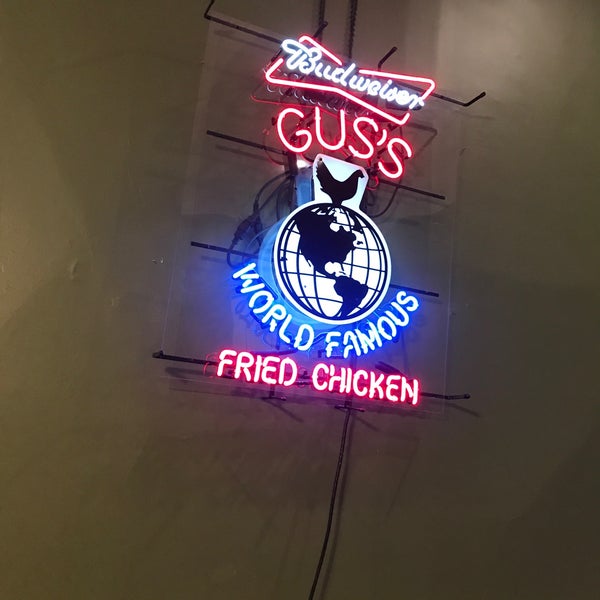 Budweiser
GUS'S
WORLD FAMOUS
FRIED CHICKEN